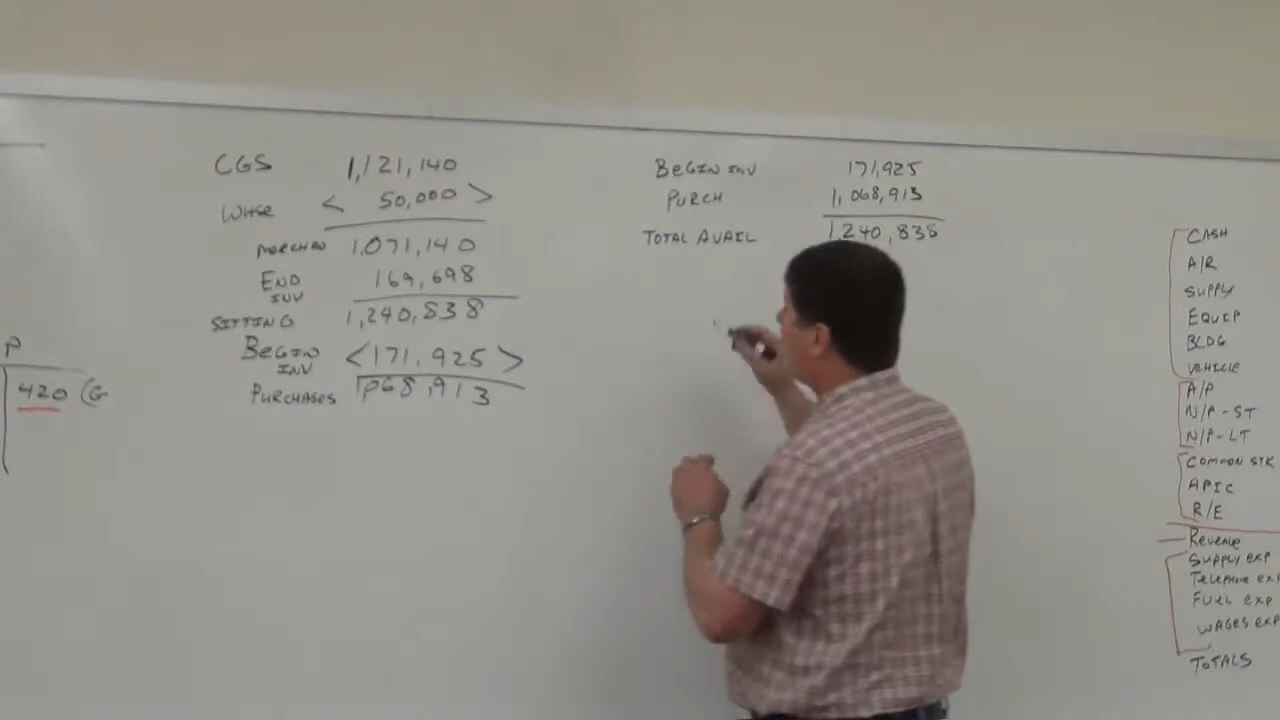 CGS 1,121,140
WHSE < 50,000 >
MERCHAN 1,071,140
END INV 169,698
SITTING 1,240,838
BEGIN INV <171,925>
PURCHASES 1,068,913
P
420 (G
BEGIN INV 171,925
PURCH 1,068,913
TOTAL AVAIL 1,240,838
CASH
A/R
SUPPLY
EQUIP
BLDG
VEHICLE
A/P
N/P-ST
N/P-LT
COMMON STK
APIC
R/E
Revenue
SUPPLY EXP
TELEPHONE EXP
FUEL EXP
WAGES EXP
TOTALS